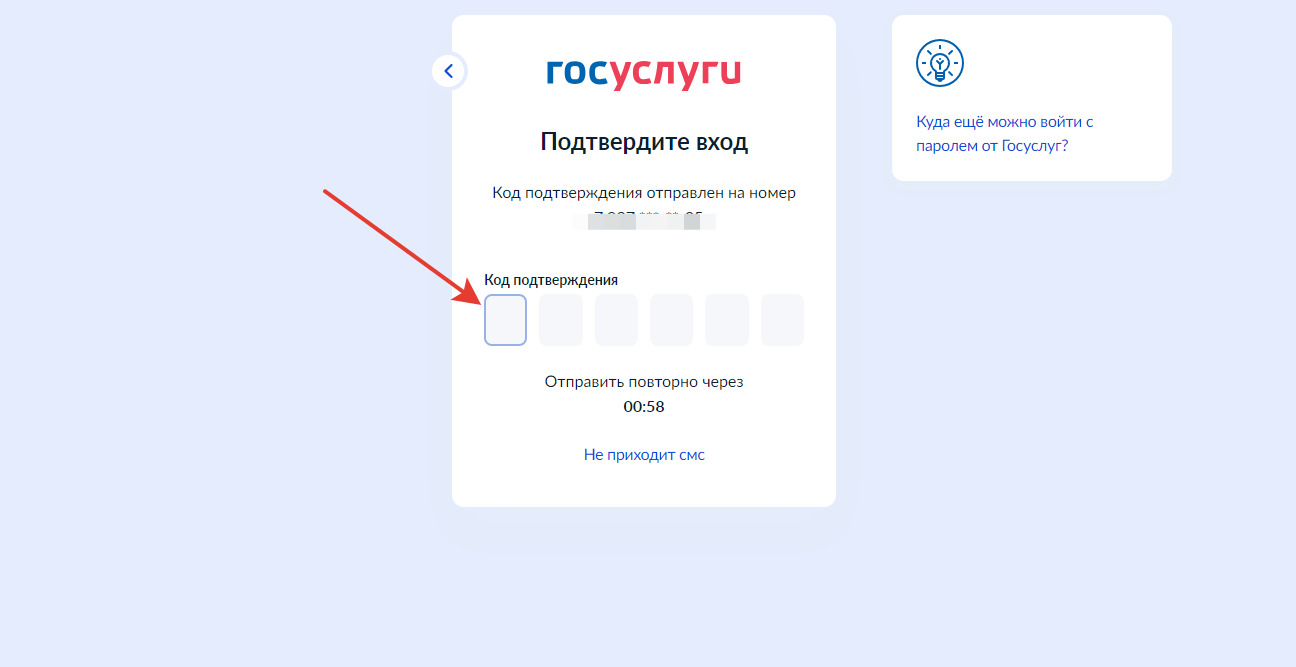 госуслуги
Подтвердите вход
Код подтверждения отправлен на номер
Код подтверждения
Отправить повторно через
00:58
Не приходит смс
Куда ещё можно войти с
паролем от Госуслуг?